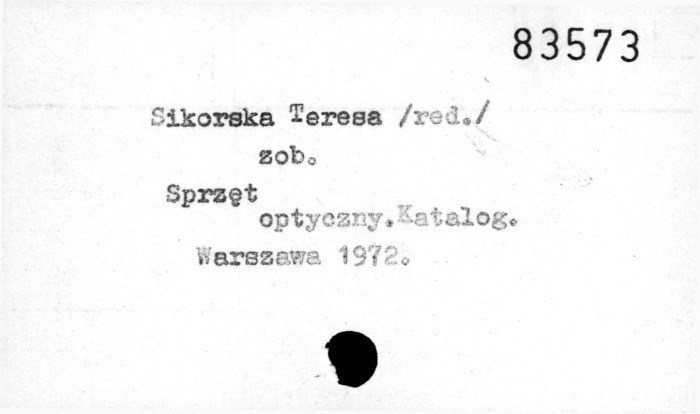 83573
Sikorska Teresa /red./
zob.
Sprzęt
optyczny.Katalog.
Warszawa 1972.